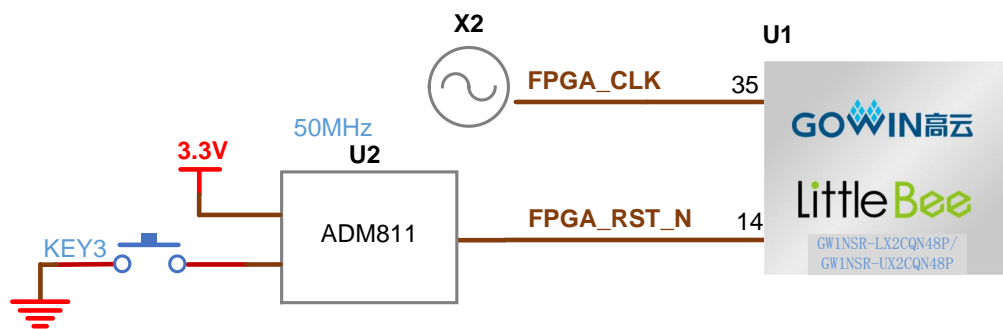 X2
U1
FPGA_CLK
35
GOWIN高云
50MHz
3.3V
U2
LittleBee
ADM811
FPGA_RST_N
14
KEY3
GW1NSR-LX2CQN48P/
GW1NSR-UX2CQN48P